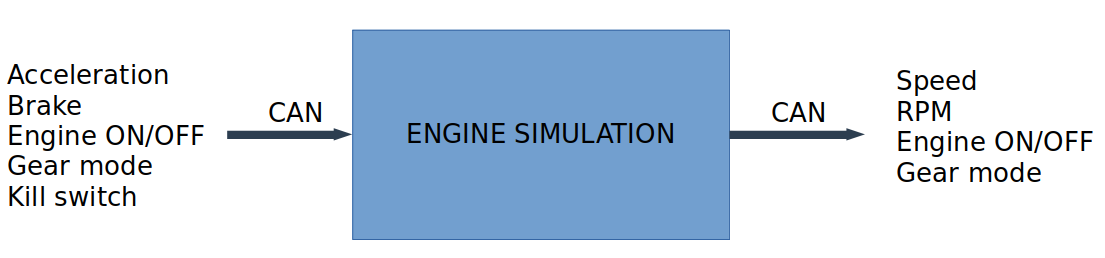 Acceleration
Brake
Engine ON/OFF
Gear mode
Kill switch
CAN
ENGINE SIMULATION
CAN
Speed
RPM
Engine ON/OFF
Gear mode